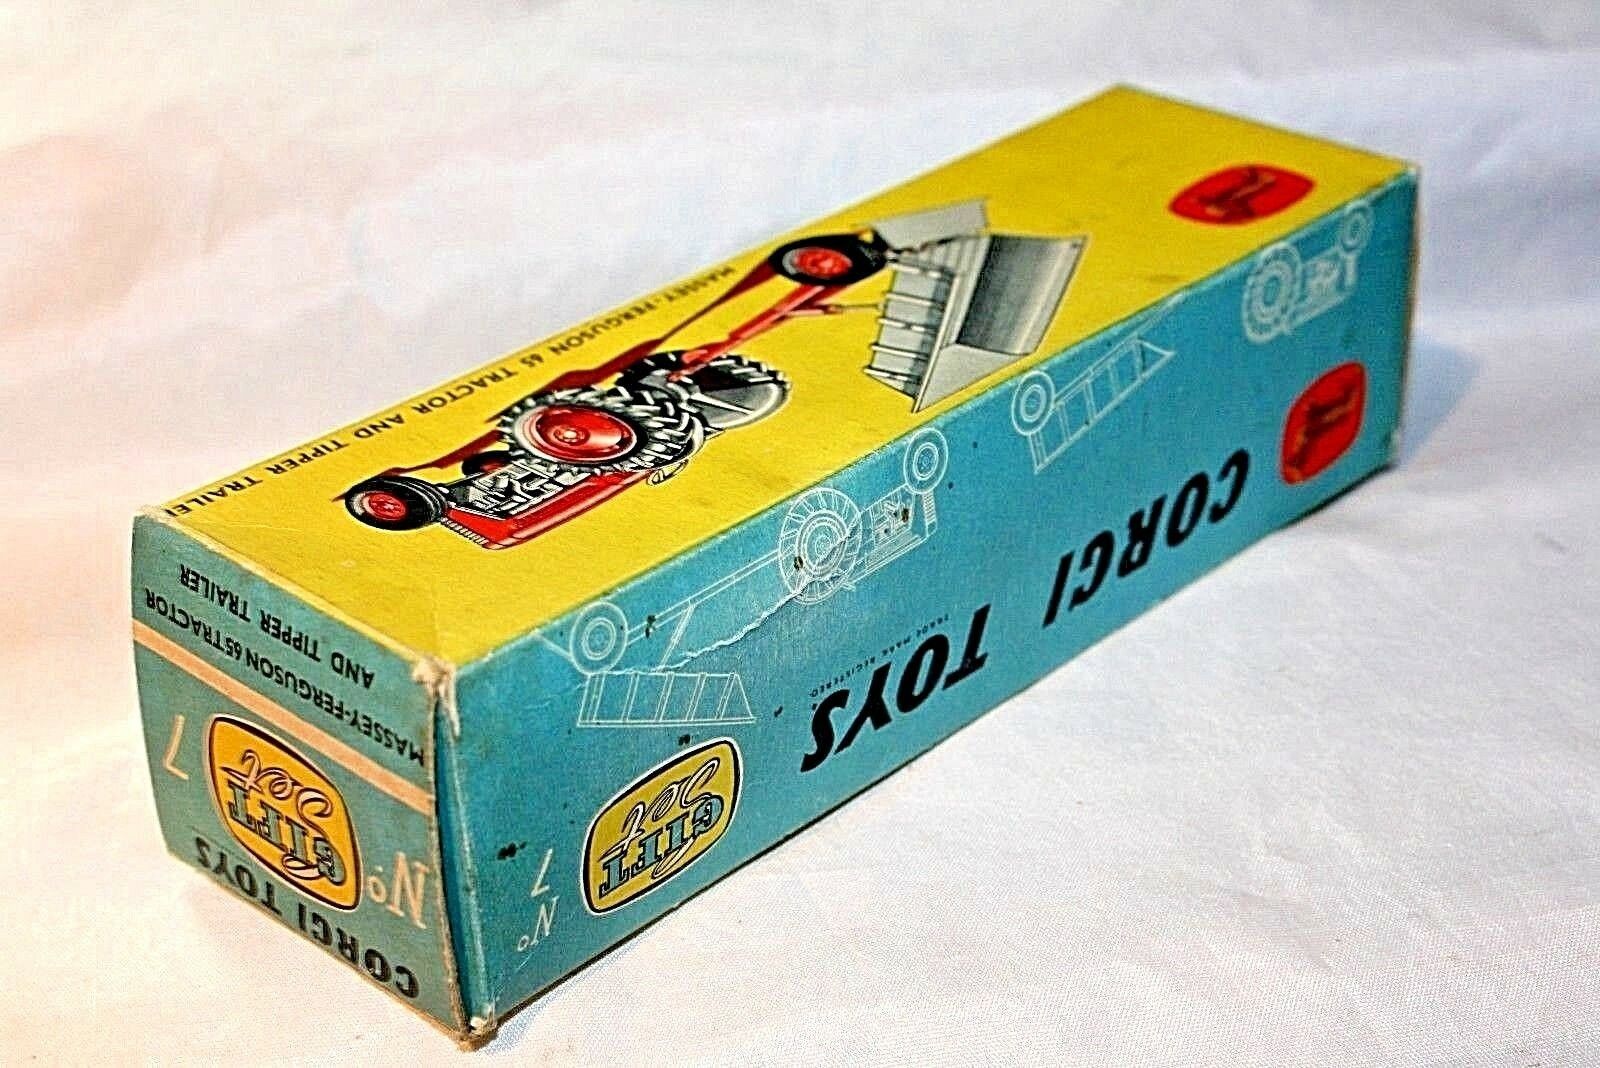 MASSEY-FERGUSON 65 TRACTOR AND TIPPER TRAILER
CORGI TOYS
TRADE MARK REGISTERED
GIFT
Set
No
7
CORGI TOYS
No
GIFT
Set
7
MASSEY-FERGUSON 65 TRACTOR
AND TIPPER TRAILER